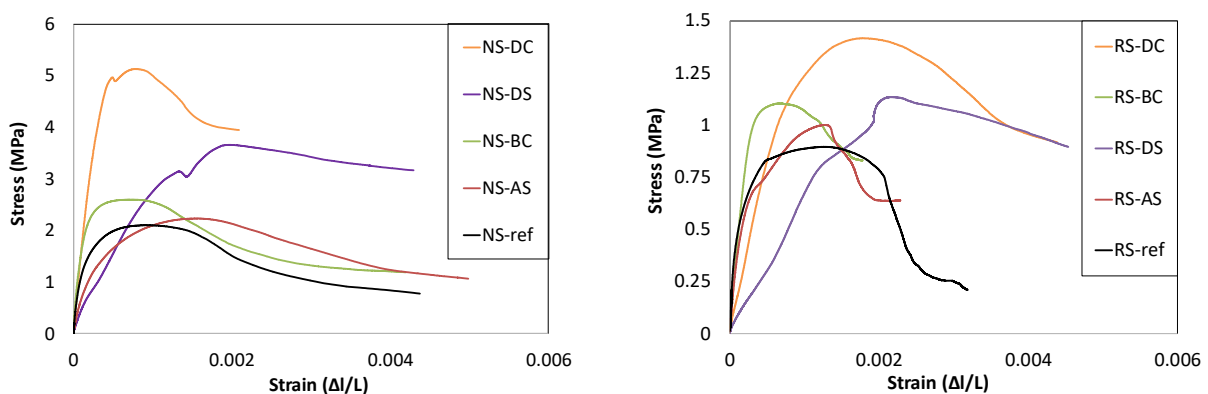 6
5
4
3
2
1
0
Stress (MPa)
0
0.002
0.004
0.006
Strain (Δl/L)
NS-DC
NS-DS
NS-BC
NS-AS
NS-ref
1.5
1.25
1
0.75
0.5
0.25
0
Stress (MPa)
0
0.002
0.004
0.006
Strain (Δl/L)
RS-DC
RS-BC
RS-DS
RS-AS
RS-ref